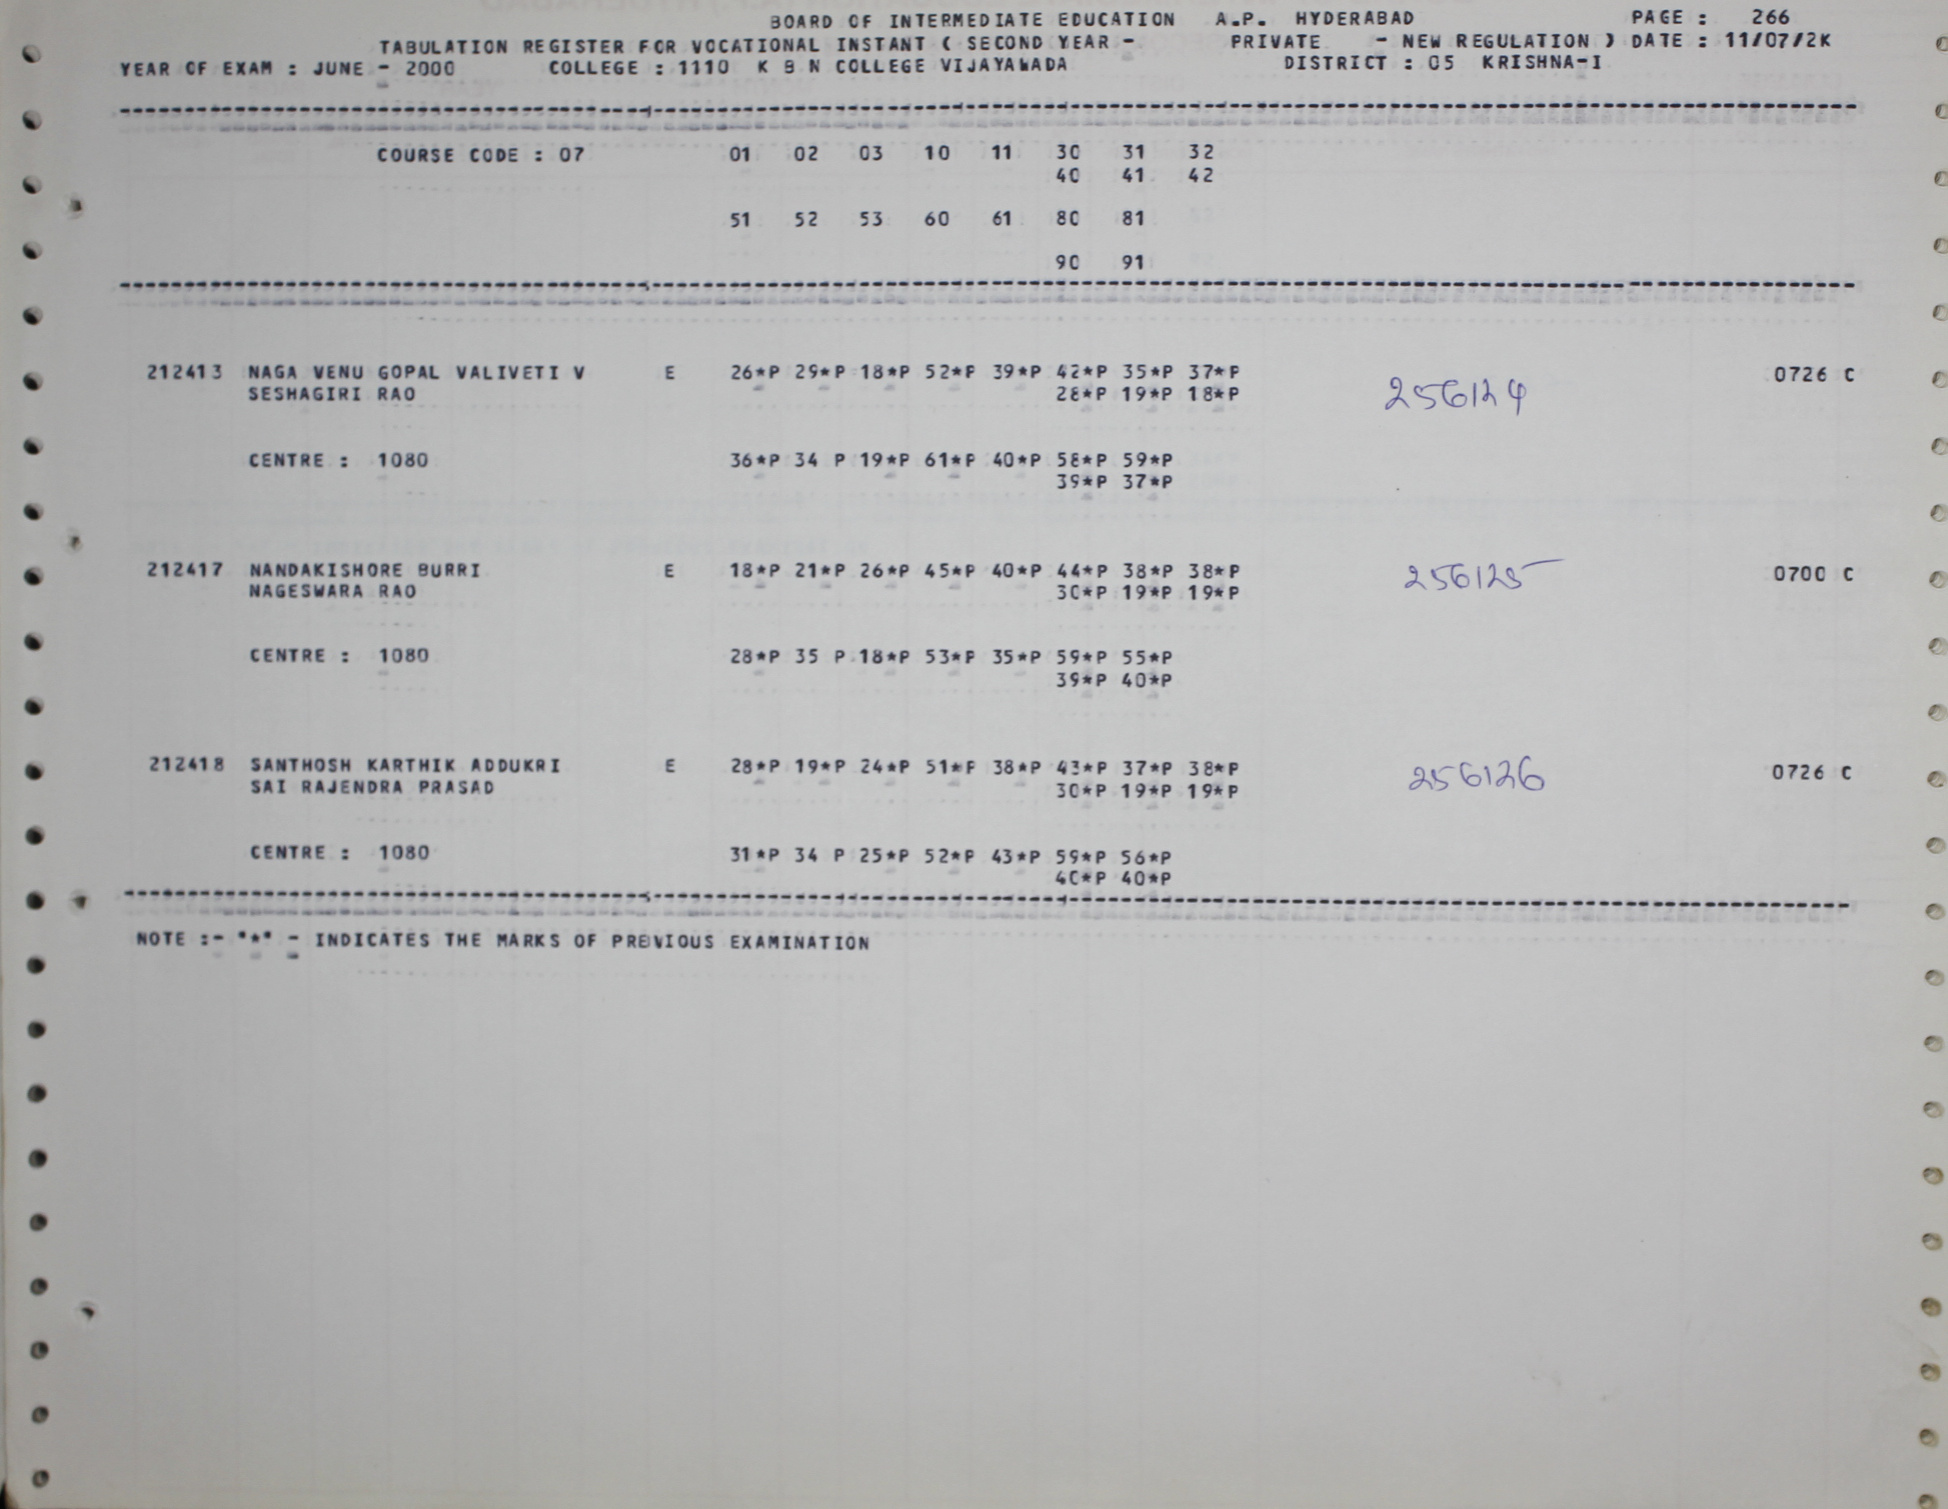 BOARD OF INTERMEDIATE EDUCATION A.P. HYDERABAD PAGE : 266
TABULATION REGISTER FOR VOCATIONAL INSTANT ( SECOND YEAR - PRIVATE - NEW REGULATION ) DATE : 11/07/2K
YEAR OF EXAM : JUNE - 2000 COLLEGE : 1110 K B N COLLEGE VIJAYAWADA DISTRICT : 05 KRISHNA-I
COURSE CODE : 07 01 02 03 10 11 30 31 32
40 41 42
51 52 53 60 61 80 81
90 91
212413 NAGA VENU GOPAL VALIVETI V E 26*P 29*P 18*P 52*P 39*P 42*P 35*P 37*P 256124 0726 C
SESHAGIRI RAO 28*P 19*P 18*P
CENTRE : 1080 36*P 34 P 19*P 61*P 40*P 58*P 59*P
39*P 37*P
212417 NANDAKISHORE BURRI E 18*P 21*P 26*P 45*P 40*P 44*P 38*P 38*P 256125 0700 C
NAGESWARA RAO 30*P 19*P 19*P
CENTRE : 1080 28*P 35 P 18*P 53*P 35*P 59*P 55*P
39*P 40*P
212418 SANTHOSH KARTHIK ADDUKRI E 28*P 19*P 24*P 51*P 38*P 43*P 37*P 38*P 256126 0726 C
SAI RAJENDRA PRASAD 30*P 19*P 19*P
CENTRE : 1080 31*P 34 P 25*P 52*P 43*P 59*P 56*P
40*P 40*P
NOTE :- "*" - INDICATES THE MARKS OF PREVIOUS EXAMINATION